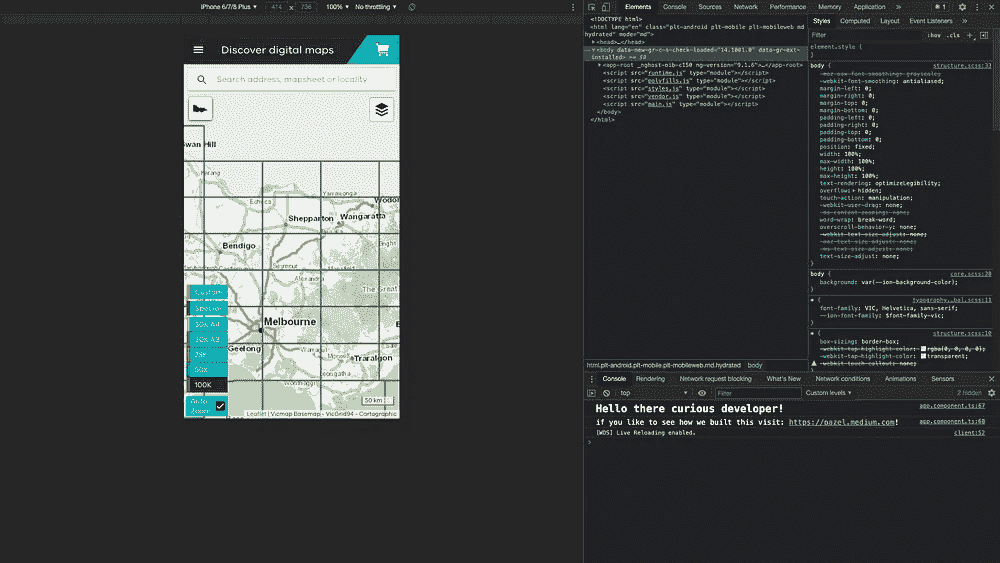 iPhone 6/7/8 Plus ▼ 414 × 736 100% ▼ No throttling ▼
Discover digital maps
Search address, mapsheet or locality
Swan Hill
Kerang
Yarrawonga
Echuca
Wodon
Shepparton
Wangaratta
Bendigo
Bright
Seymour
Mansfield
Alexandra
The Great
Custom
Special
30K A4
30K A3
25K
50K
100K
Auto
Zoom
Melbourne
Geelong
Warragul
Moe
Traralgon
Wonthaggi
50 km
Leaflet | Vicmap Basemap - VicGrid94 - Cartographic
Elements Console Sources Network Performance Memory Application » 1
<!DOCTYPE html>
<html lang="en" class="plt-android plt-mobile plt-mobileweb md
hydrated" mode="md">
▶<head>…</head>
▼<body data-new-gr-c-s-check-loaded="14.1001.0" data-gr-ext-
installed> == $0
▶<app-root _nghost-oib-c150 ng-version="9.1.6">…</app-root>
<script src="runtime.js" type="module"></script>
<script src="polyfills.js" type="module"></script>
<script src="styles.js" type="module"></script>
<script src="vendor.js" type="module"></script>
<script src="main.js" type="module"></script>
</body>
</html>
html.plt-android.plt-mobile.plt-mobileweb.md.hydrated body
Styles Computed Layout Event Listeners »
Filter :hov .cls +
element.style {
}
body { structure.scss:33
-moz-osx-font-smoothing: grayscale;
-webkit-font-smoothing: antialiased;
margin-left: 0;
margin-right: 0;
margin-top: 0;
margin-bottom: 0;
padding-left: 0;
padding-right: 0;
padding-top: 0;
padding-bottom: 0;
position: fixed;
width: 100%;
max-width: 100%;
height: 100%;
max-height: 100%;
text-rendering: optimizeLegibility;
overflow: ▶ hidden;
touch-action: manipulation;
-webkit-user-drag: none;
-ms-content-zooming: none;
word-wrap: break-word;
overscroll-behavior-y: none;
-webkit-text-size-adjust: none;
-moz-text-size-adjust: none;
-ms-text-size-adjust: none;
text-size-adjust: none;
}
body { core.scss:30
background: var(--ion-background-color);
}
* { typography.…bal.scss:11
font-family: VIC, Helvetica, sans-serif;
--ion-font-family: $font-family-vic;
}
* { structure.scss:10
box-sizing: border-box;
-webkit-tap-highlight-color: rgba(0, 0, 0, 0);
-webkit-tap-highlight-color: transparent;
-webkit-touch-callout: none;
Console Rendering Network request blocking What's New Network conditions Animations Sensors
top ▼ Filter Custom levels ▼ 2 hidden
Hello there curious developer! app.component.ts:67
if you like to see how we built this visit: https://pazel.medium.com! app.component.ts:68
[WDS] Live Reloading enabled. client:52